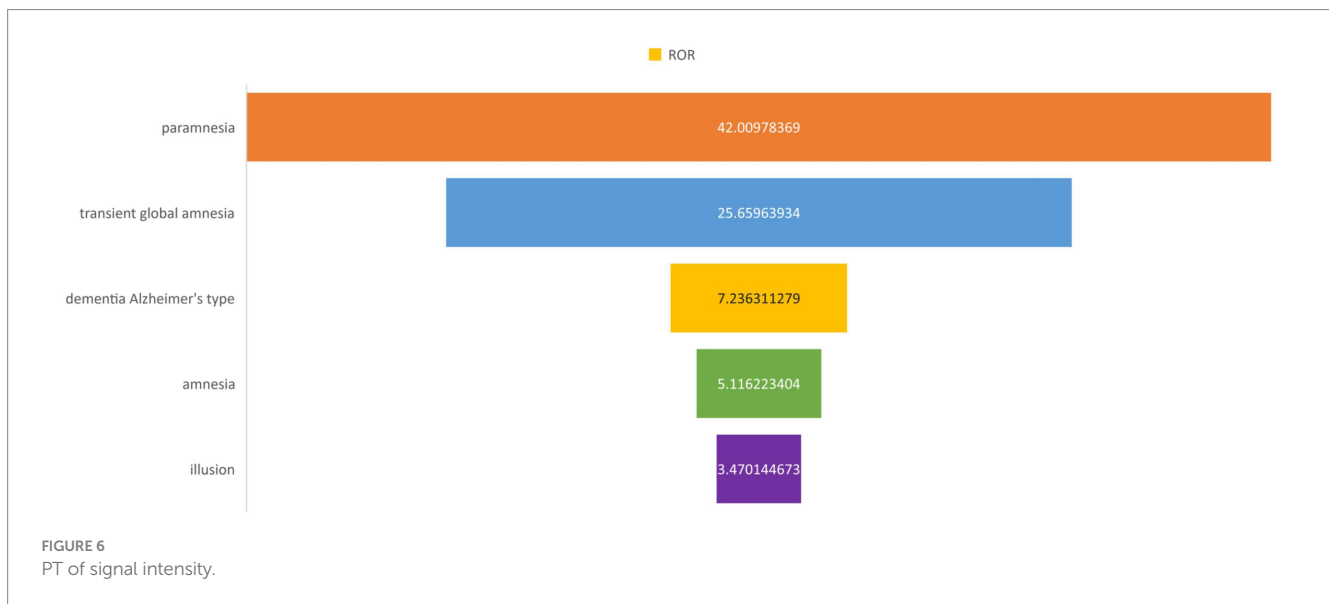 ROR
paramnesia
42.00978369
transient global amnesia
25.65963934
dementia Alzheimer's type
7.236311279
amnesia
5.116223404
illusion
3.470144673
FIGURE 6
PT of signal intensity.